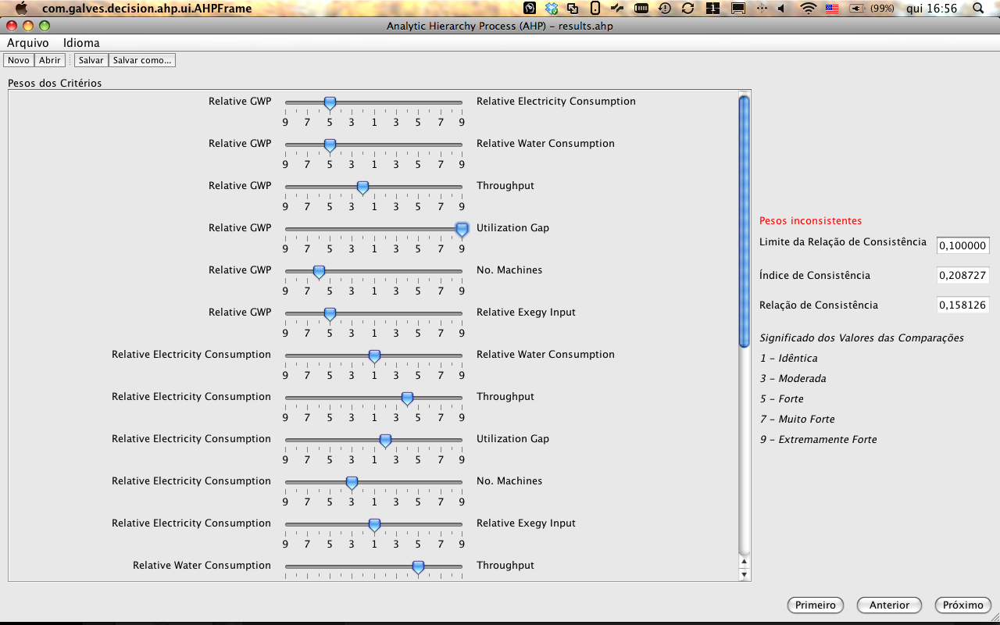 com.galves.decision.ahp.ui.AHPFrame (99%) qui 16:56
Analytic Hierarchy Process (AHP) – results.ahp
Arquivo Idioma
Novo Abrir Salvar Salvar como...
Pesos dos Critérios
Relative GWP Relative Electricity Consumption
9 7 5 3 1 3 5 7 9
Relative GWP Relative Water Consumption
9 7 5 3 1 3 5 7 9
Relative GWP Throughput
9 7 5 3 1 3 5 7 9
Relative GWP Utilization Gap
9 7 5 3 1 3 5 7 9
Relative GWP No. Machines
9 7 5 3 1 3 5 7 9
Relative GWP Relative Exegy Input
9 7 5 3 1 3 5 7 9
Relative Electricity Consumption Relative Water Consumption
9 7 5 3 1 3 5 7 9
Relative Electricity Consumption Throughput
9 7 5 3 1 3 5 7 9
Relative Electricity Consumption Utilization Gap
9 7 5 3 1 3 5 7 9
Relative Electricity Consumption No. Machines
9 7 5 3 1 3 5 7 9
Relative Electricity Consumption Relative Exegy Input
9 7 5 3 1 3 5 7 9
Relative Water Consumption Throughput
Pesos inconsistentes
Limite da Relação de Consistência 0,100000
Índice de Consistência 0,208727
Relação de Consistência 0,158126
Significado dos Valores das Comparações
1 – Idêntica
3 – Moderada
5 – Forte
7 – Muito Forte
9 – Extremamente Forte
Primeiro Anterior Próximo